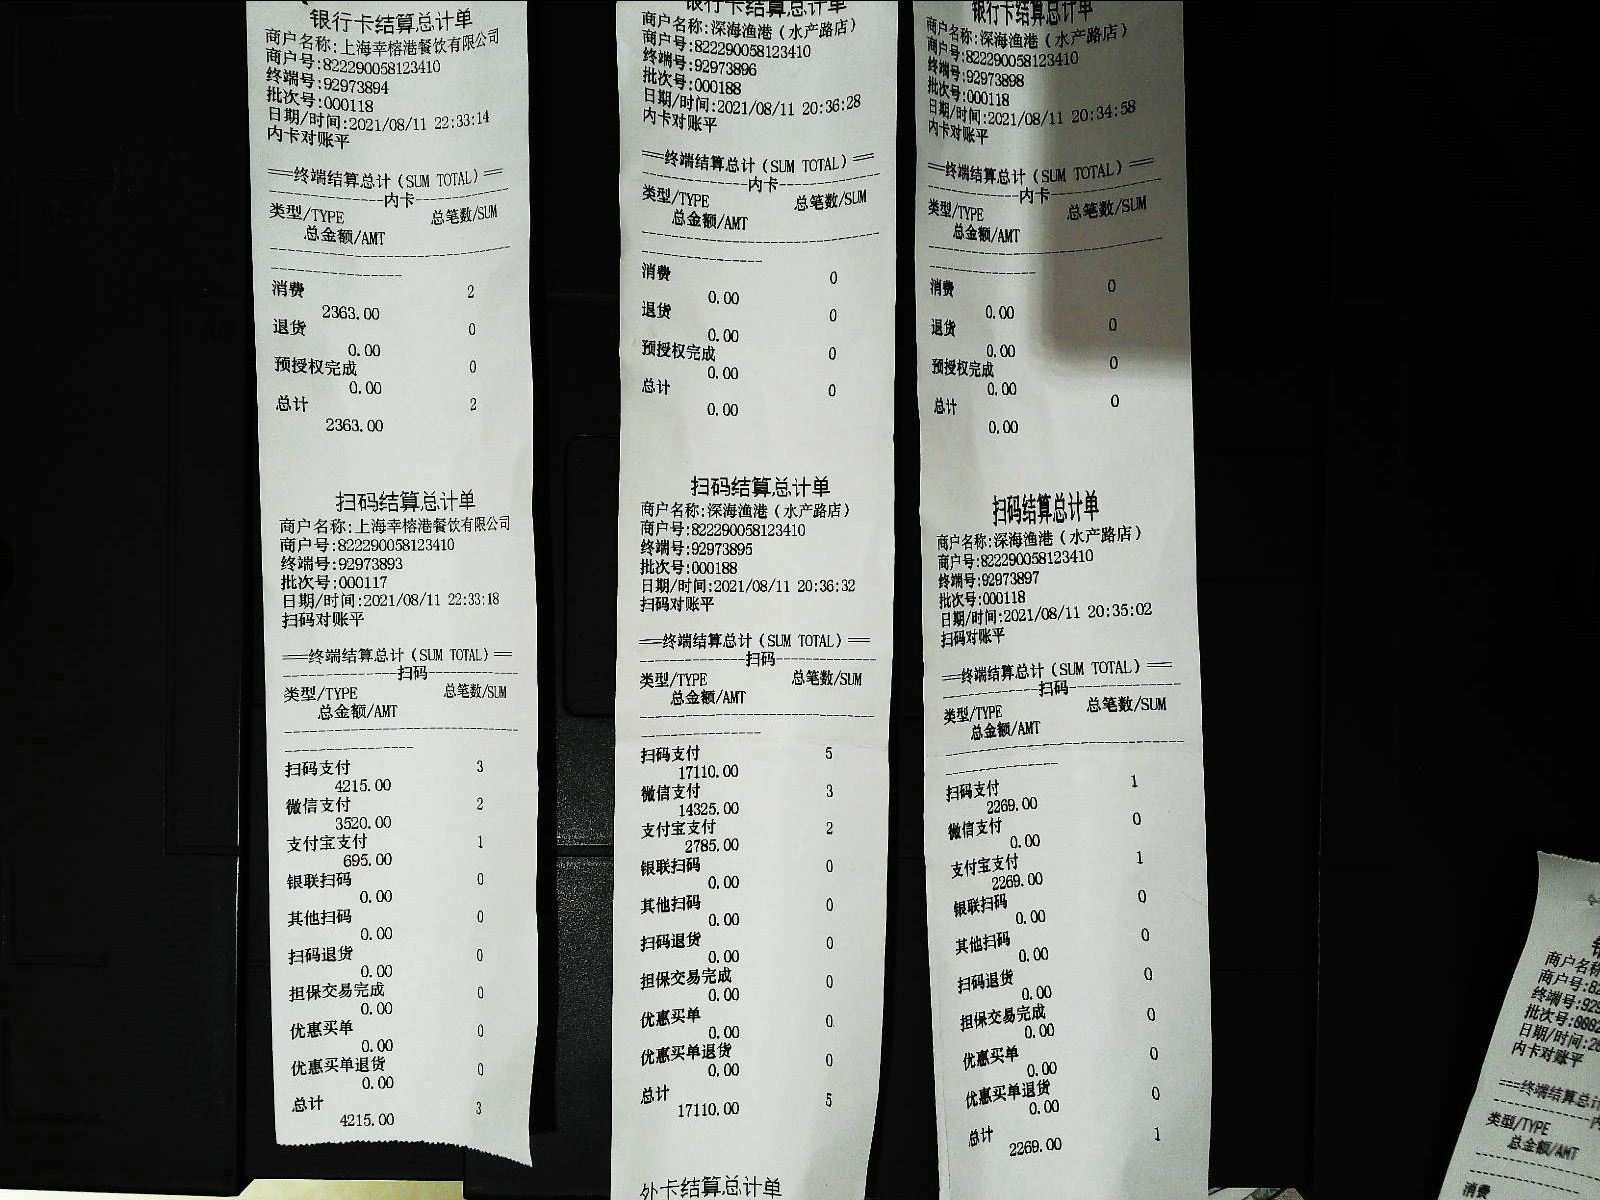 银行卡结算总计单
商户名称:上海幸榕港餐饮有限公司
商户号:822290058123410
终端号:92973894
批次号:000118
日期/时间:2021/08/11 22:33:14
内卡对账平
===终端结算总计(SUM TOTAL)===
内卡
类型/TYPE 总笔数/SUM
总金额/AMT
消费 2
2363.00
退货 0
0.00
预授权完成 0
0.00
总计 2
2363.00
扫码结算总计单
商户名称:上海幸榕港餐饮有限公司
商户号:822290058123410
终端号:92973893
批次号:000117
日期/时间:2021/08/11 22:33:18
扫码对账平
===终端结算总计(SUM TOTAL)===
扫码
类型/TYPE 总笔数/SUM
总金额/AMT
扫码支付 3
4215.00
微信支付 2
3520.00
支付宝支付 1
695.00
银联扫码 0
0.00
其他扫码 0
0.00
扫码退货 0
0.00
担保交易完成 0
0.00
优惠买单 0
0.00
优惠买单退货 0
0.00
总计 3
4215.00
银行卡结算总计单
商户名称:深海渔港(水产路店)
商户号:822290058123410
终端号:92973896
批次号:000188
日期/时间:2021/08/11 20:36:28
内卡对账平
===终端结算总计(SUM TOTAL)===
内卡
类型/TYPE 总笔数/SUM
总金额/AMT
消费 0
0.00
退货 0
0.00
预授权完成 0
0.00
总计 0
0.00
扫码结算总计单
商户名称:深海渔港(水产路店)
商户号:822290058123410
终端号:92973895
批次号:000188
日期/时间:2021/08/11 20:36:32
扫码对账平
===终端结算总计(SUM TOTAL)===
扫码
类型/TYPE 总笔数/SUM
总金额/AMT
扫码支付 5
17110.00
微信支付 3
14325.00
支付宝支付 2
2785.00
银联扫码 0
0.00
其他扫码 0
0.00
扫码退货 0
0.00
担保交易完成 0
0.00
优惠买单 0
0.00
优惠买单退货 0
0.00
总计 5
17110.00
外卡结算总计单
银行卡结算总计单
商户名称:深海渔港(水产路店)
商户号:822290058123410
终端号:92973898
批次号:000118
日期/时间:2021/08/11 20:34:58
内卡对账平
===终端结算总计(SUM TOTAL)===
内卡
类型/TYPE 总笔数/SUM
总金额/AMT
消费 0
0.00
退货 0
0.00
预授权完成 0
0.00
总计 0
0.00
扫码结算总计单
商户名称:深海渔港(水产路店)
商户号:822290058123410
终端号:92973897
批次号:000118
日期/时间:2021/08/11 20:35:02
扫码对账平
===终端结算总计(SUM TOTAL)===
扫码
类型/TYPE 总笔数/SUM
总金额/AMT
扫码支付 1
2269.00
微信支付 0
0.00
支付宝支付 1
2269.00
银联扫码 0
0.00
其他扫码 0
0.00
扫码退货 0
0.00
担保交易完成 0
0.00
优惠买单 0
0.00
优惠买单退货 0
0.00
总计 1
2269.00
商户名称
商户号:82
终端号:929
批次号:0002
日期/时间:20
内卡对账平
===终端结算总计
类型/TYPE
总金额/AMT
消费